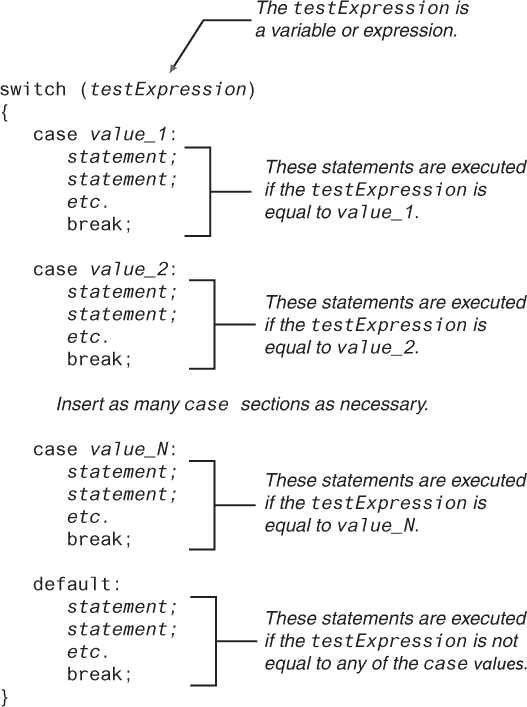 The testExpression is
a variable or expression.
switch (testExpression)
{
case value_1:
statement;
statement;
etc.
break;
These statements are executed
if the testExpression is
equal to value_1.
case value_2:
statement;
statement;
etc.
break;
These statements are executed
if the testExpression is
equal to value_2.
Insert as many case sections as necessary.
case value_N:
statement;
statement;
etc.
break;
These statements are executed
if the testExpression is
equal to value_N.
default:
statement;
statement;
etc.
break;
These statements are executed
if the testExpression is not
equal to any of the case values.
}